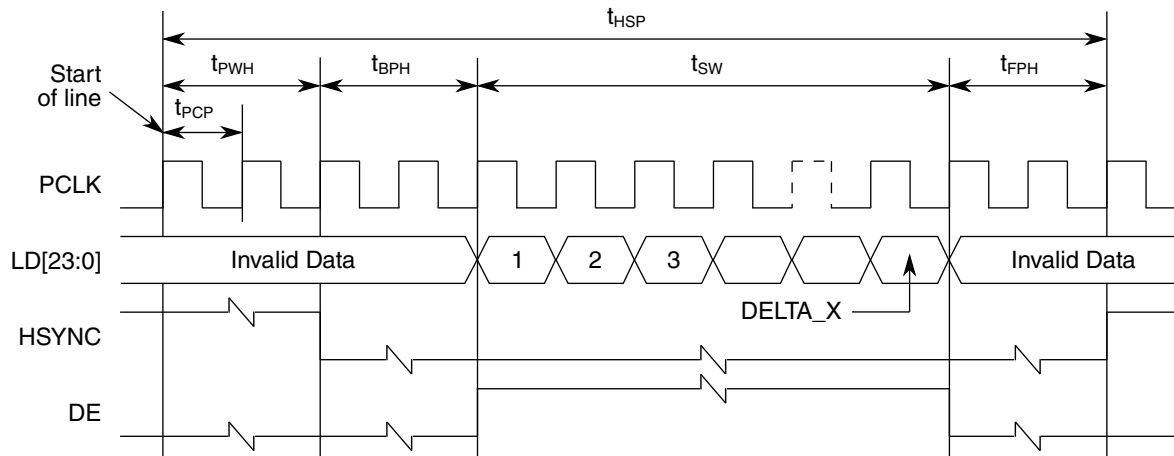 tHSP
tPWH
tBPH
tSW
tFPH
Start
of line
tPCP
PCLK
LD[23:0]
Invalid Data
1
2
3
Invalid Data
DELTA_X
HSYNC
DE